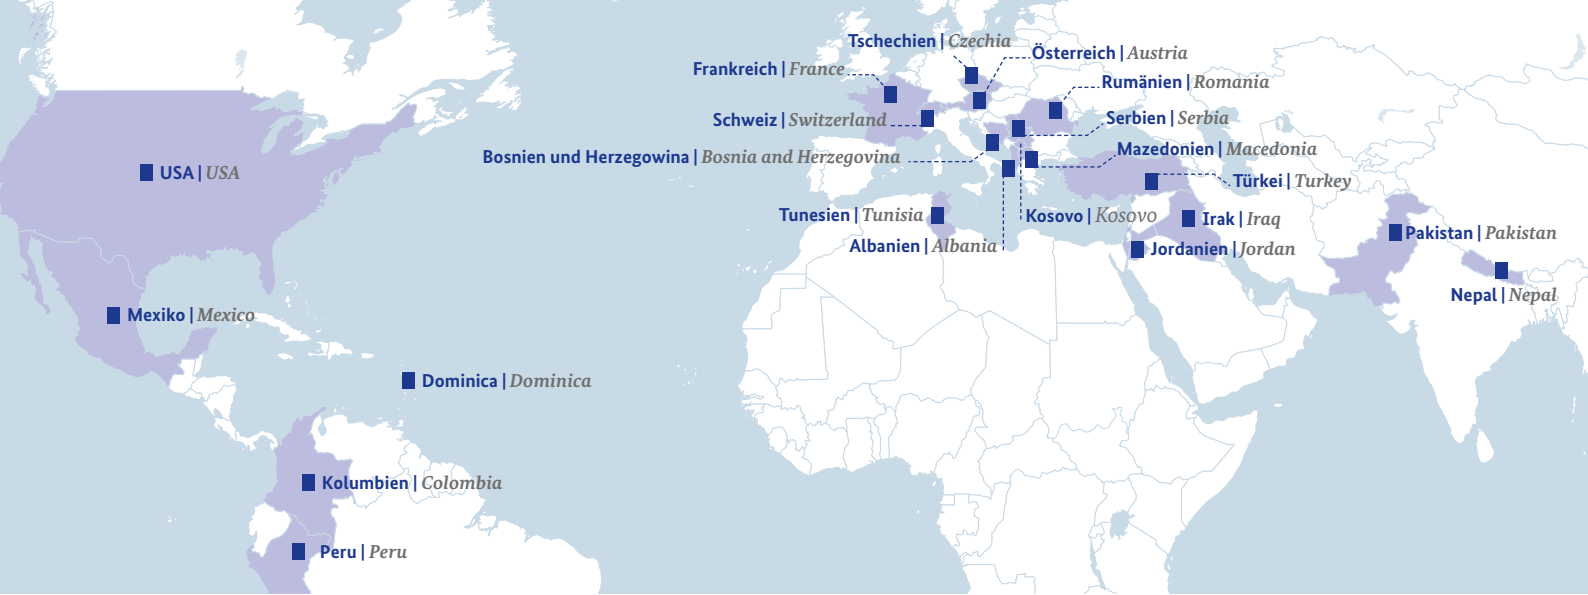 Tschechien | Czechia
Österreich | Austria
Frankreich | France
Rumänien | Romania
Schweiz | Switzerland
Serbien | Serbia
Bosnien und Herzegowina | Bosnia and Herzegovina
Mazedonien | Macedonia
USA | USA
Türkei | Turkey
Tunesien | Tunisia
Kosovo | Kosovo
Irak | Iraq
Pakistan | Pakistan
Albanien | Albania
Jordanien | Jordan
Nepal | Nepal
Mexiko | Mexico
Dominica | Dominica
Kolumbien | Colombia
Peru | Peru